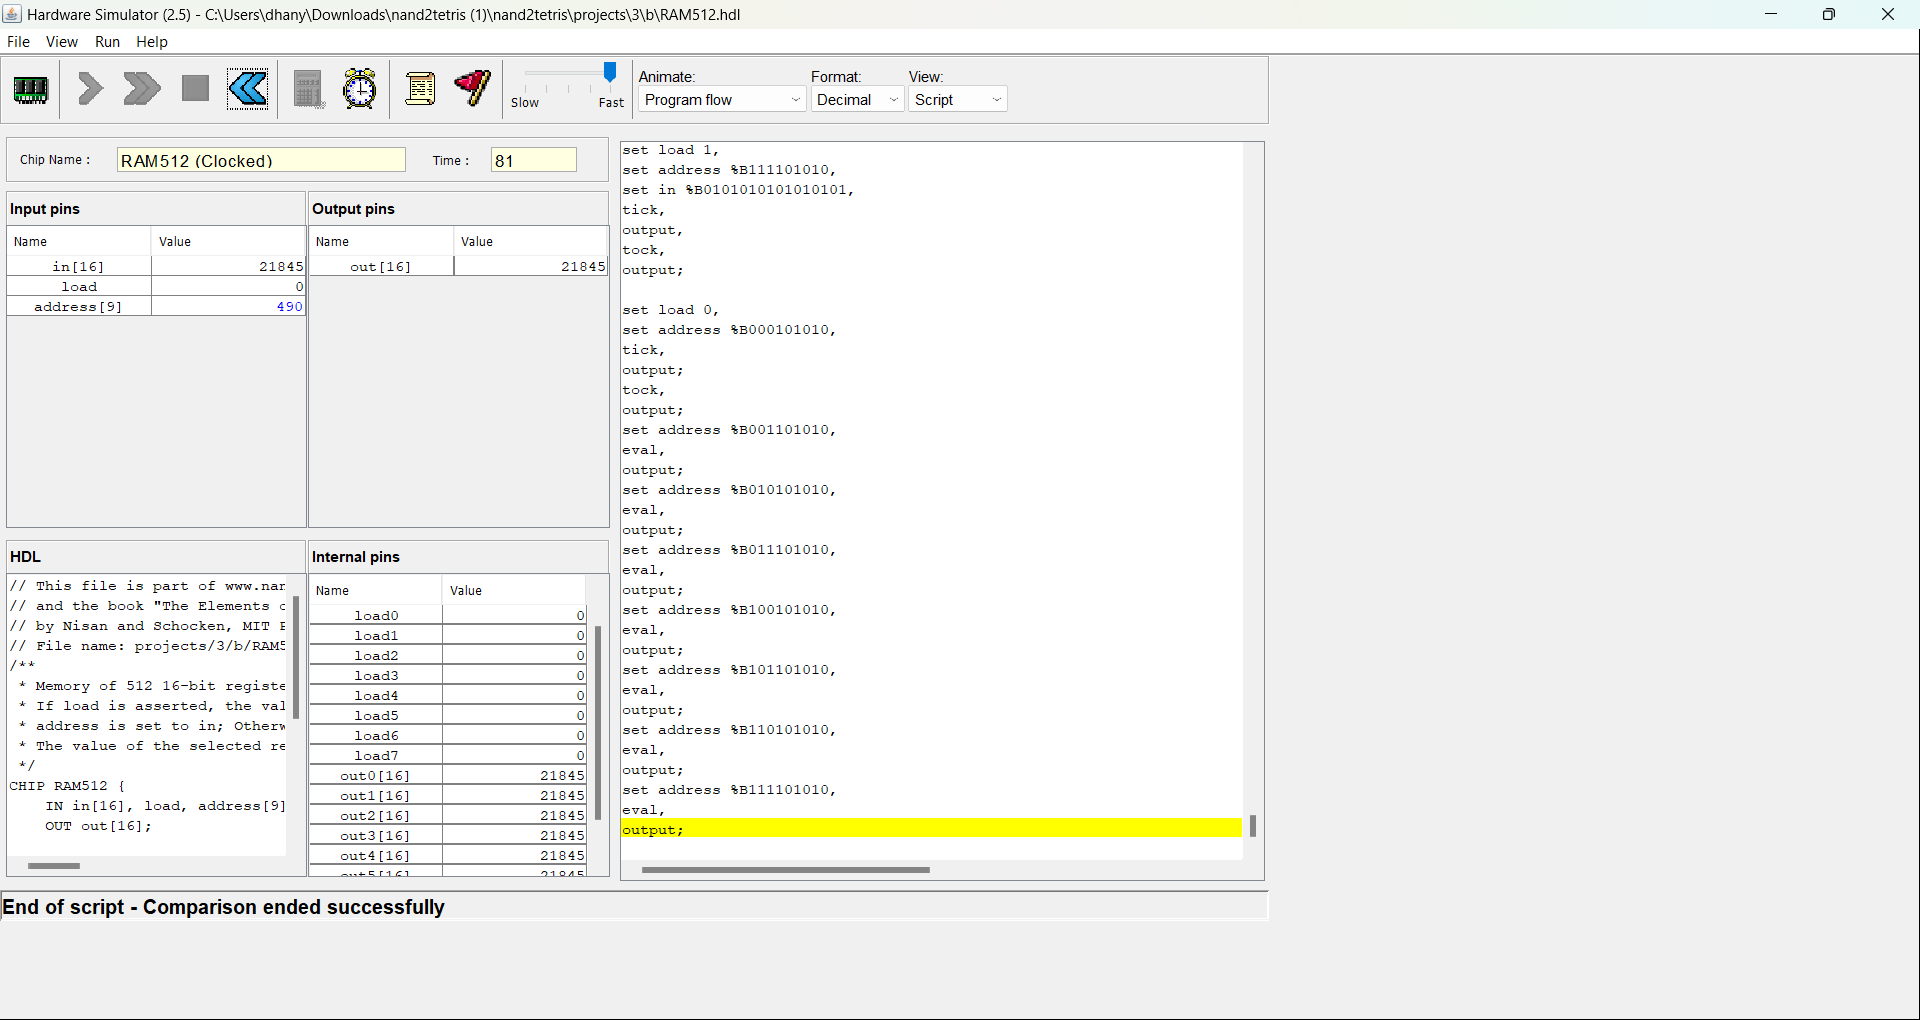 Hardware Simulator (2.5) - C:\Users\dhany\Downloads\nand2tetris (1)\nand2tetris\projects\3\b\RAM512.hdl
File View Run Help
Slow Fast
Animate: Format: View:
Program flow Decimal Script
Chip Name : RAM512 (Clocked) Time : 81
Input pins
Name Value
in[16] 21845
load 0
address[9] 490
Output pins
Name Value
out[16] 21845
HDL
// This file is part of www.nan
// and the book "The Elements o
// by Nisan and Schocken, MIT P
// File name: projects/3/b/RAM5
/**
* Memory of 512 16-bit registe
* If load is asserted, the val
* address is set to in; Otherw
* The value of the selected re
*/
CHIP RAM512 {
IN in[16], load, address[9]
OUT out[16];
Internal pins
Name Value
load0 0
load1 0
load2 0
load3 0
load4 0
load5 0
load6 0
load7 0
out0[16] 21845
out1[16] 21845
out2[16] 21845
out3[16] 21845
out4[16] 21845
out5[16] 21845
set load 1,
set address %B111101010,
set in %B0101010101010101,
tick,
output,
tock,
output;
set load 0,
set address %B000101010,
tick,
output;
tock,
output;
set address %B001101010,
eval,
output;
set address %B010101010,
eval,
output;
set address %B011101010,
eval,
output;
set address %B100101010,
eval,
output;
set address %B101101010,
eval,
output;
set address %B110101010,
eval,
output;
set address %B111101010,
eval,
output;
End of script - Comparison ended successfully